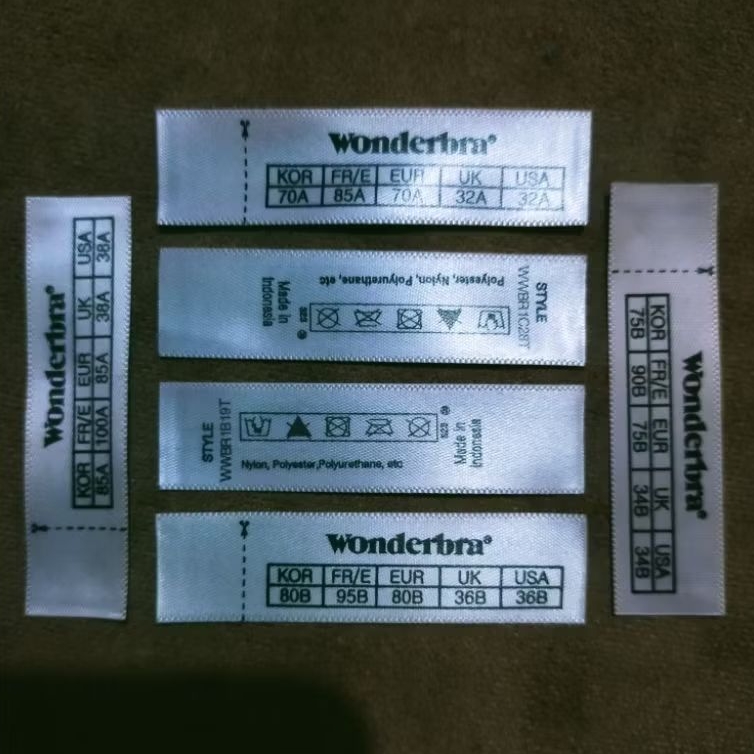 Wonderbra®
KOR FR/E EUR UK USA
70A 85A 70A 32A 32A
Wonderbra®
KOR FR/E EUR UK USA
85A 100A 85A 38A 38A
STYLE
WWBR1C28T
Polyester, Nylon, Polyurethane, etc
Made in
Indonesia
STYLE
WWBR1B19T
Nylon, Polyester,Polyurethane, etc
Made in
Indonesia
Wonderbra®
KOR FR/E EUR UK USA
75B 90B 75B 34B 34B
Wonderbra®
KOR FR/E EUR UK USA
80B 95B 80B 36B 36B